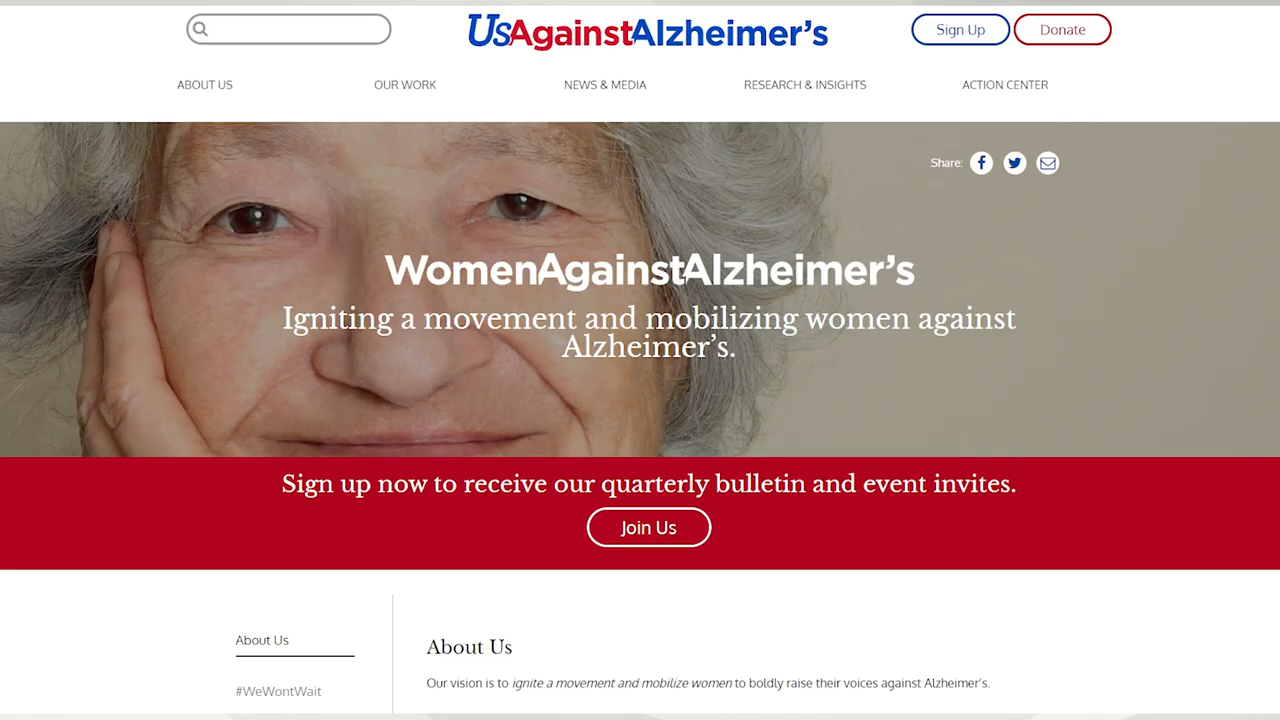 UsAgainstAlzheimer's
Sign Up
Donate
ABOUT US
OUR WORK
NEWS & MEDIA
RESEARCH & INSIGHTS
ACTION CENTER
Share:
WomenAgainstAlzheimer's
Igniting a movement and mobilizing women against
Alzheimer's.
Sign up now to receive our quarterly bulletin and event invites.
Join Us
About Us
#WeWontWait
About Us
Our vision is to ignite a movement and mobilize women to boldly raise their voices against Alzheimer's.